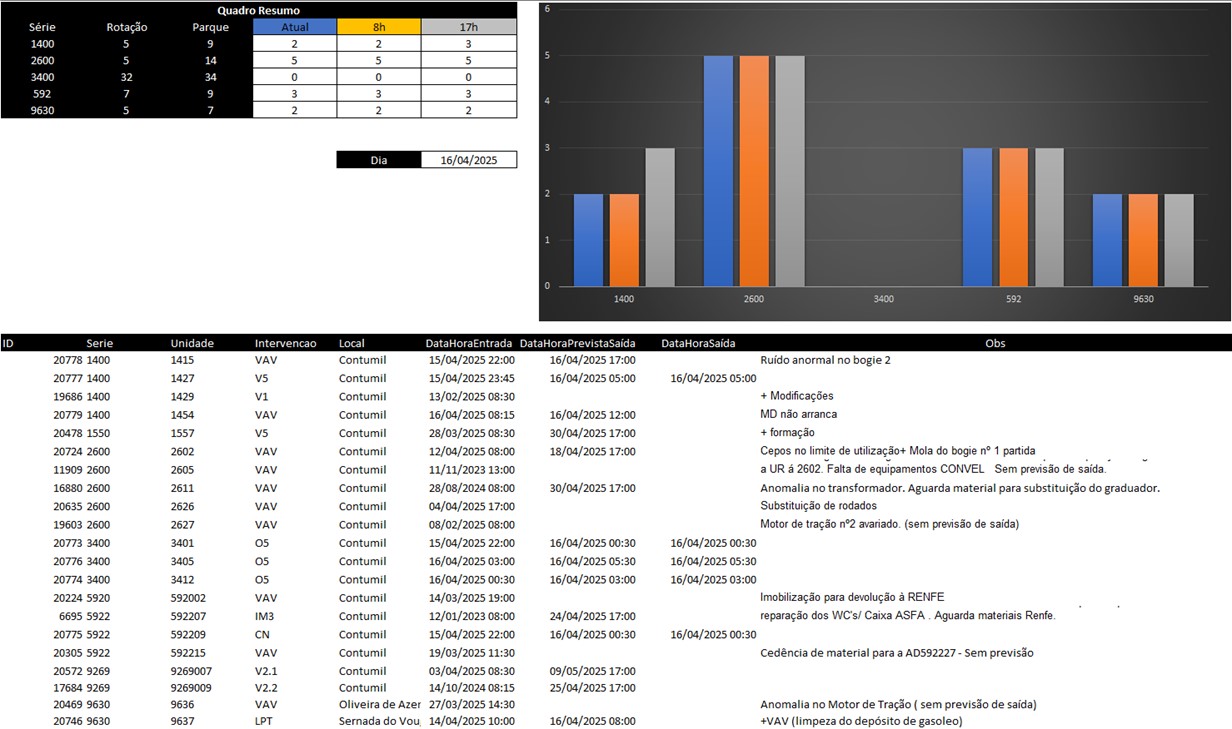 Quadro Resumo
Série Rotação Parque Atual 8h 17h
1400 5 9 2 2 3
2600 5 14 5 5 5
3400 32 34 0 0 0
592 7 9 3 3 3
9630 5 7 2 2 2
Dia 16/04/2025
6
5
4
3
2
1
0
1400 2600 3400 592 9630
ID Serie Unidade Intervencao Local DataHoraEntrada DataHoraPrevistaSaída DataHoraSaída Obs
20778 1400 1415 VAV Contumil 15/04/2025 22:00 16/04/2025 17:00 Ruído anormal no bogie 2
20777 1400 1427 V5 Contumil 15/04/2025 23:45 16/04/2025 05:00 16/04/2025 05:00
19686 1400 1429 V1 Contumil 13/02/2025 08:30 + Modificações
20779 1400 1454 VAV Contumil 16/04/2025 08:15 16/04/2025 12:00 MD não arranca
20478 1550 1557 V5 Contumil 28/03/2025 08:30 30/04/2025 17:00 + formação
20724 2600 2602 VAV Contumil 12/04/2025 08:00 18/04/2025 17:00 Cepos no limite de utilização+ Mola do bogie nº 1 partida
11909 2600 2605 VAV Contumil 11/11/2023 13:00 a UR á 2602. Falta de equipamentos CONVEL Sem previsão de saída.
16880 2600 2611 VAV Contumil 28/08/2024 08:00 30/04/2025 17:00 Anomalia no transformador. Aguarda material para substituição do graduador.
20635 2600 2626 VAV Contumil 04/04/2025 17:00 Substituição de rodados
19603 2600 2627 VAV Contumil 08/02/2025 08:00 Motor de tração nº2 avariado. (sem previsão de saída)
20773 3400 3401 O5 Contumil 15/04/2025 22:00 16/04/2025 00:30 16/04/2025 00:30
20776 3400 3405 O5 Contumil 16/04/2025 03:00 16/04/2025 05:30 16/04/2025 05:30
20774 3400 3412 O5 Contumil 16/04/2025 00:30 16/04/2025 03:00 16/04/2025 03:00
20224 5920 592002 VAV Contumil 14/03/2025 19:00 Imobilização para devolução à RENFE
6695 5922 592207 IM3 Contumil 12/01/2023 08:00 24/04/2025 17:00 reparação dos WC's/ Caixa ASFA . Aguarda materiais Renfe.
20775 5922 592209 CN Contumil 15/04/2025 22:00 16/04/2025 00:30 16/04/2025 00:30
20305 5922 592215 VAV Contumil 19/03/2025 11:30 Cedência de material para a AD592227 - Sem previsão
20572 9269 9269007 V2.1 Contumil 03/04/2025 08:30 09/05/2025 17:00
17684 9269 9269009 V2.2 Contumil 14/10/2024 08:15 25/04/2025 17:00
20469 9630 9636 VAV Oliveira de Azer 27/03/2025 14:30 Anomalia no Motor de Tração ( sem previsão de saída)
20746 9630 9637 LPT Sernada do Vou 14/04/2025 10:00 16/04/2025 08:00 +VAV (limpeza do depósito de gasoleo)